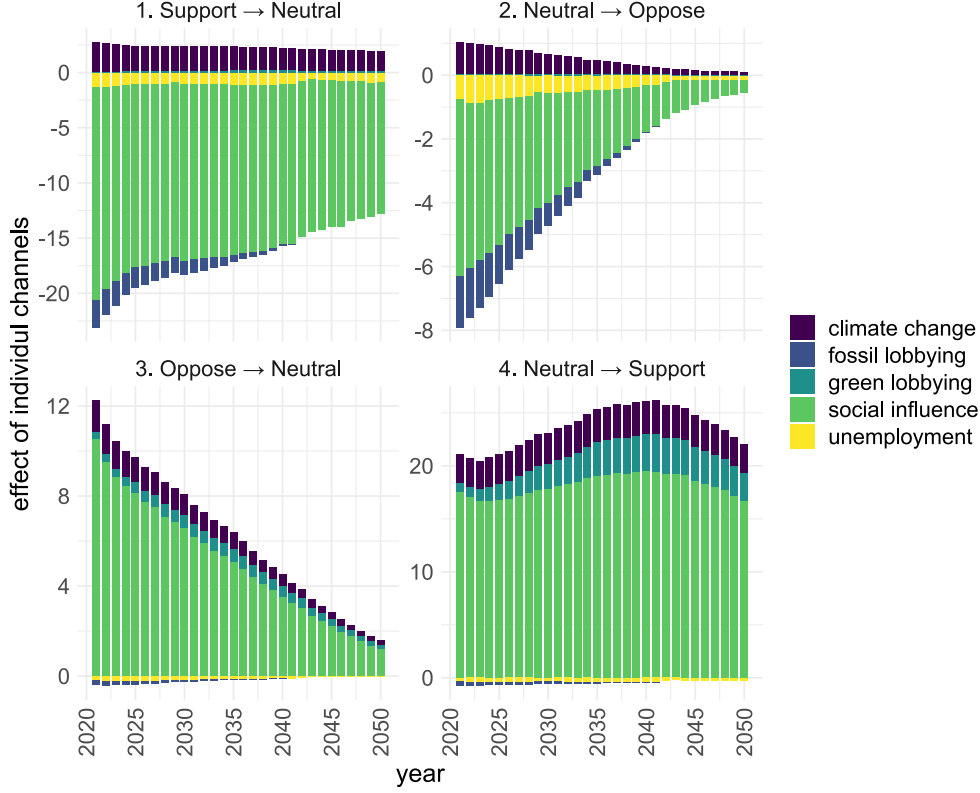 1. Support → Neutral
2. Neutral → Oppose
0
-5
-10
-15
-20
0
-2
-4
-6
-8
effect of individul channels
climate change
fossil lobbying
green lobbying
social influence
unemployment
3. Oppose → Neutral
4. Neutral → Support
12
8
4
0
20
10
0
2020
2025
2030
2035
2040
2045
2050
2020
2025
2030
2035
2040
2045
2050
year